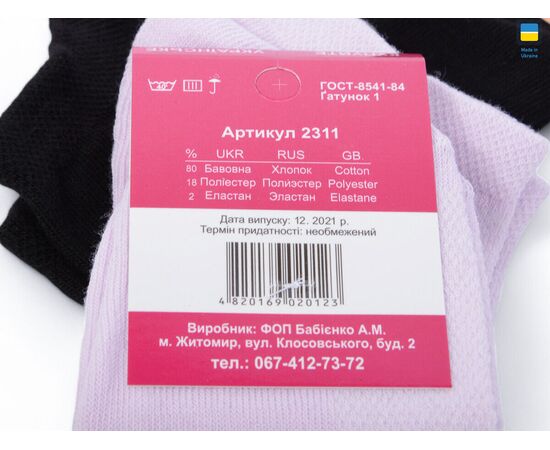 УКРАЇНСЬКЕ
Made in
Ukraine
ГОСТ-8541-84
Ґатунок 1
Артикул 2311
% UKR RUS GB.
80 Бавовна Хлопок Cotton
18 Поліестер Полиэстер Polyester
2 Еластан Эластан Elastane
Дата випуску: 12. 2021 р.
Термін придатності: необмежений
4 820169 020123
Виробник: ФОП Бабієнко А.М.
м. Житомир, вул. Клосовського, буд. 2
тел.: 067-412-73-72